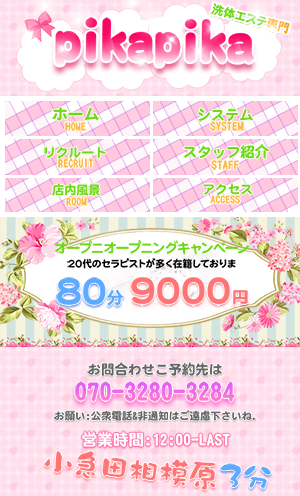 洗体エステ専門
pikapika
ホーム
HOME
システム
SYSTEM
リクルート
RECRUIT
スタッフ紹介
STAFF
店内風景
ROOM
アクセス
ACCESS
オープニオープニングキャンペーン
20代のセラピストが多く在籍しておりま
80分 9000円
お問合わせご予約先は
070-3280-3284
お願い:公衆電話&非通知はご遠慮下さいね。
営業時間:12:00-LAST
小急田相模原3分